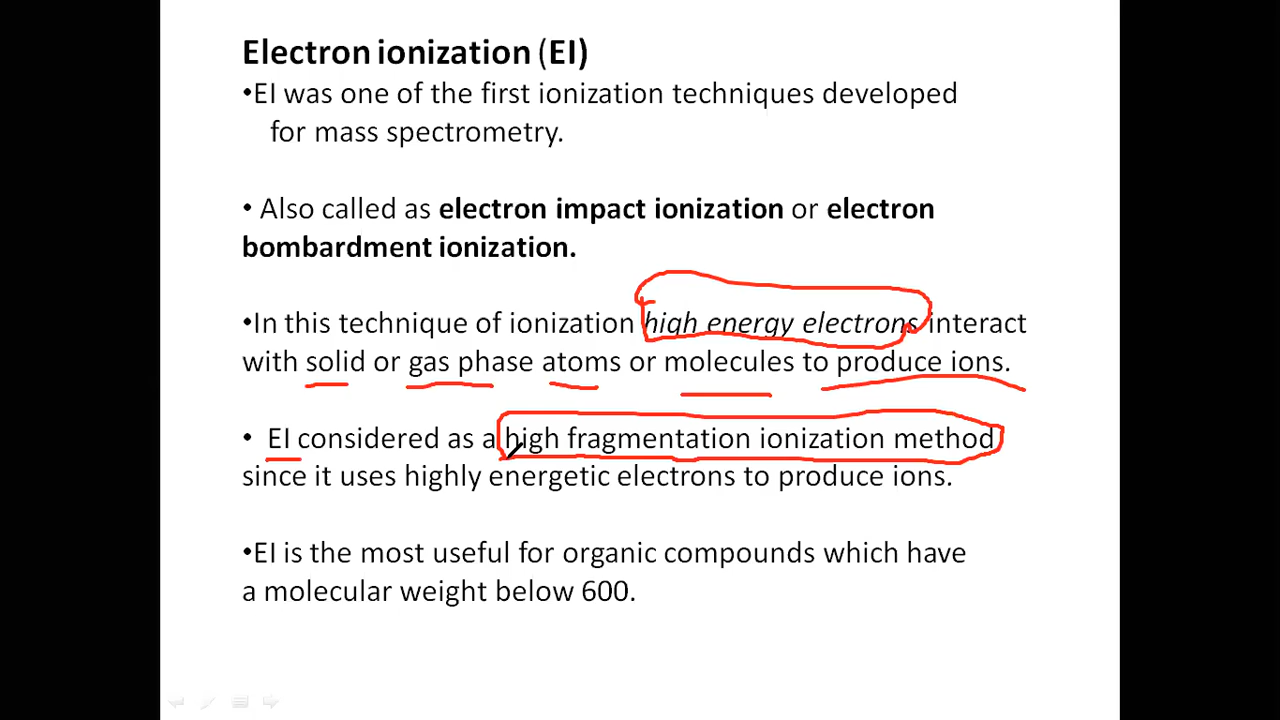 Electron ionization (EI)
•EI was one of the first ionization techniques developed
for mass spectrometry.
• Also called as electron impact ionization or electron
bombardment ionization.
•In this technique of ionization high energy electrons interact
with solid or gas phase atoms or molecules to produce ions.
• EI considered as a high fragmentation ionization method
since it uses highly energetic electrons to produce ions.
•EI is the most useful for organic compounds which have
a molecular weight below 600.